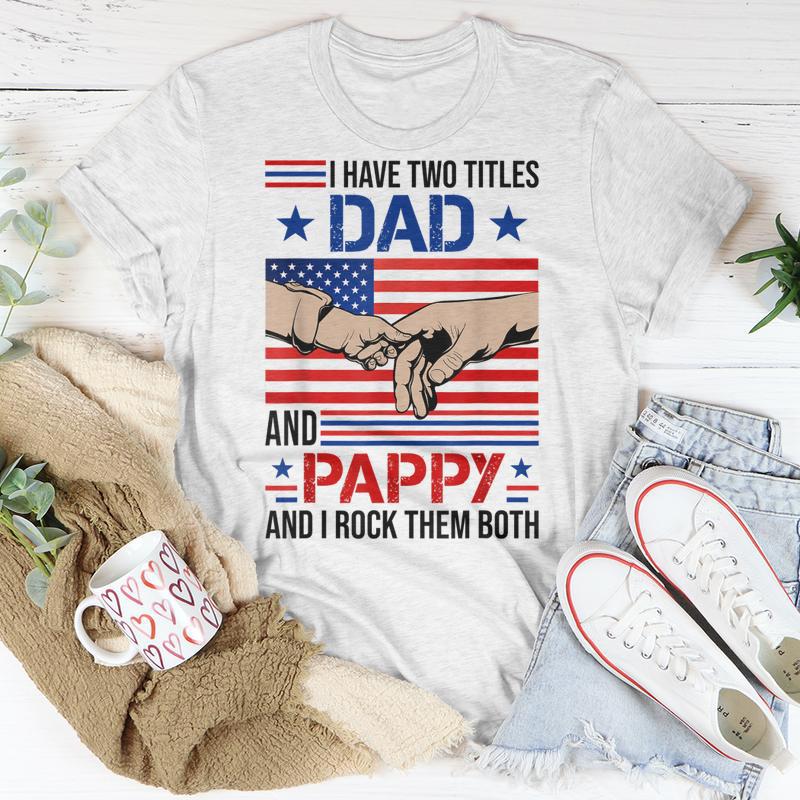 I HAVE TWO TITLES
DAD
AND
PAPPY
AND I ROCK THEM BOTH